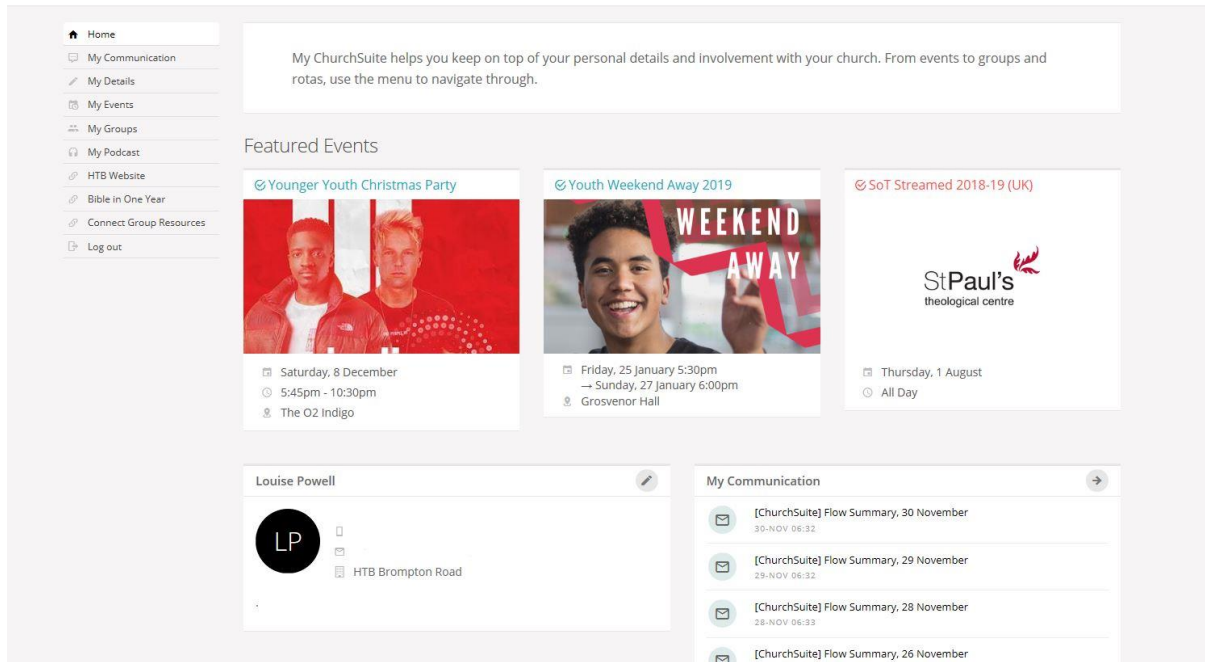 Home
My Communication
My Details
My Events
My Groups
My Podcast
HTB Website
Bible in One Year
Connect Group Resources
Log out
My ChurchSuite helps you keep on top of your personal details and involvement with your church. From events to groups and
rotas, use the menu to navigate through.
Featured Events
Younger Youth Christmas Party
Saturday, 8 December
5:45pm - 10:30pm
The O2 Indigo
Youth Weekend Away 2019
WEEKEND
AWAY
Friday, 25 January 5:30pm
→ Sunday, 27 January 6:00pm
Grosvenor Hall
SoT Streamed 2018-19 (UK)
StPaul's
theological centre
Thursday, 1 August
All Day
Louise Powell
LP
HTB Brompton Road
.
My Communication
[ChurchSuite] Flow Summary, 30 November
30-NOV 06:32
[ChurchSuite] Flow Summary, 29 November
29-NOV 06:32
[ChurchSuite] Flow Summary, 28 November
28-NOV 06:33
[ChurchSuite] Flow Summary, 26 November